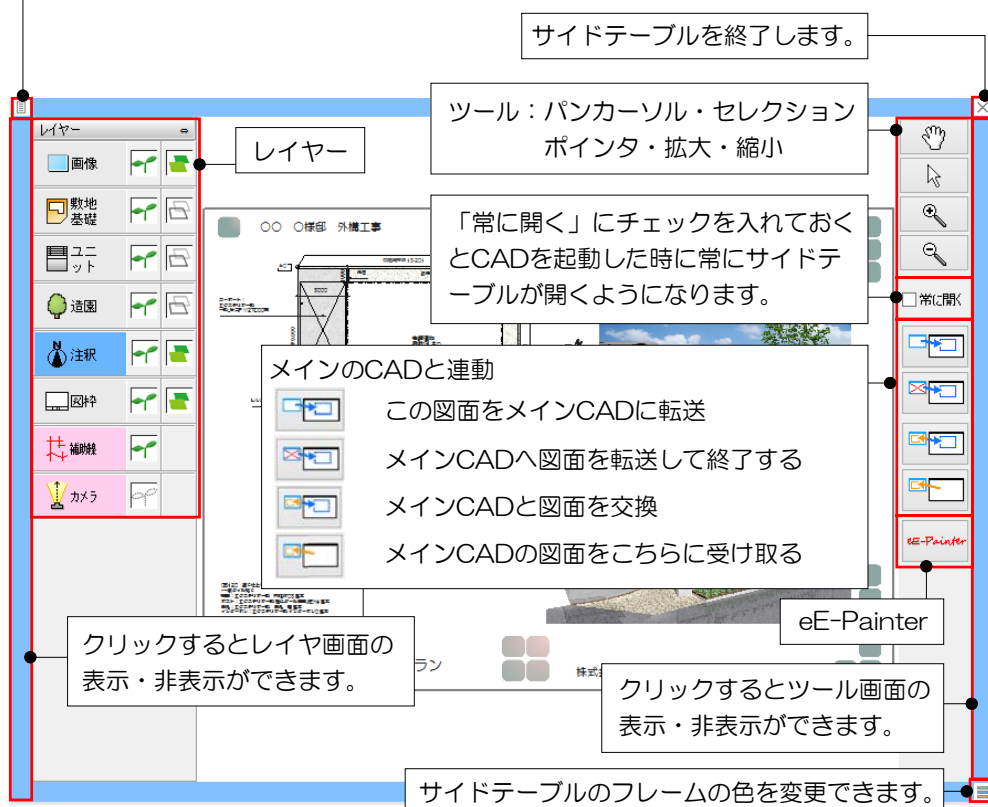 サイドテーブルを終了します。
レイヤー
画像
敷地
基礎
ユニ
ット
造園
注釈
図枠
補助線
カメラ
レイヤー
ツール：パンカーソル・セレクション
ポインタ・拡大・縮小
「常に開く」にチェックを入れておく
とCADを起動した時に常にサイドテ
ーブルが開くようになります。
常に開く
○○ ○様邸 外構工事
メインのCADと連動
この図面をメインCADに転送
メインCADへ図面を転送して終了する
メインCADと図面を交換
メインCADの図面をこちらに受け取る
eE-Painter
eE-Painter
クリックするとレイヤ画面の
表示・非表示ができます。
ラン
株式
クリックするとツール画面の
表示・非表示ができます。
サイドテーブルのフレームの色を変更できます。